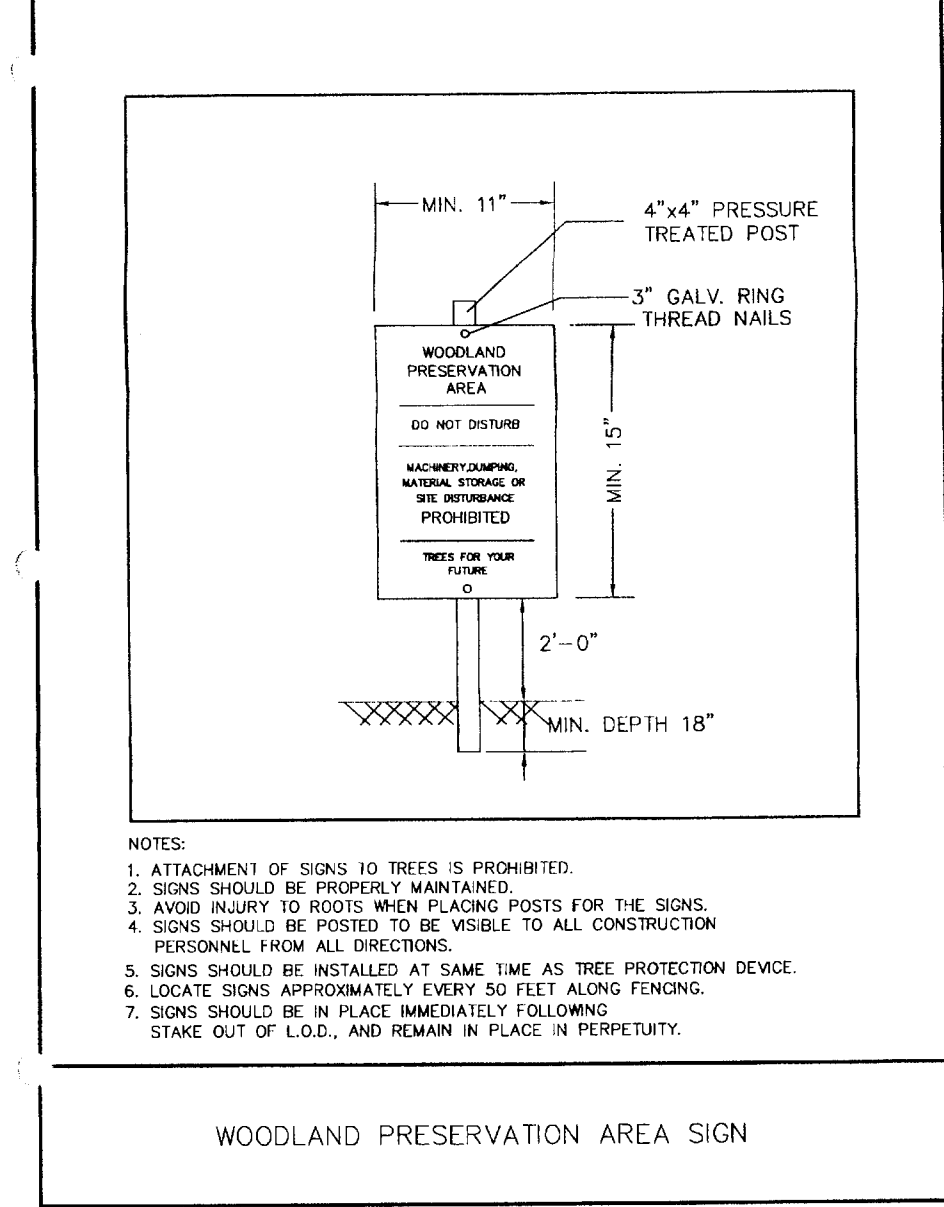 MIN. 11"
4"x4" PRESSURE
TREATED POST
3" GALV. RING
THREAD NAILS
WOODLAND
PRESERVATION
AREA
DO NOT DISTURB
MACHINERY,DUMPING,
MATERIAL STORAGE OR
SITE DISTURBANCE
PROHIBITED
TREES FOR YOUR
FUTURE
MIN. 15"
2'-0"
MIN. DEPTH 18"
NOTES:
1. ATTACHMENT OF SIGNS TO TREES IS PROHIBITED.
2. SIGNS SHOULD BE PROPERLY MAINTAINED.
3. AVOID INJURY TO ROOTS WHEN PLACING POSTS FOR THE SIGNS.
4. SIGNS SHOULD BE POSTED TO BE VISIBLE TO ALL CONSTRUCTION
PERSONNEL FROM ALL DIRECTIONS.
5. SIGNS SHOULD BE INSTALLED AT SAME TIME AS TREE PROTECTION DEVICE.
6. LOCATE SIGNS APPROXIMATELY EVERY 50 FEET ALONG FENCING.
7. SIGNS SHOULD BE IN PLACE IMMEDIATELY FOLLOWING
STAKE OUT OF L.O.D., AND REMAIN IN PLACE IN PERPETUITY.
WOODLAND PRESERVATION AREA SIGN